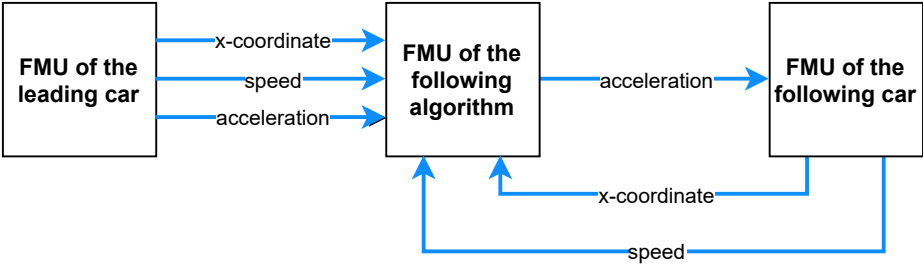 FMU of the
leading car
x-coordinate
speed
acceleration
FMU of the
following
algorithm
acceleration
FMU of the
following car
x-coordinate
speed